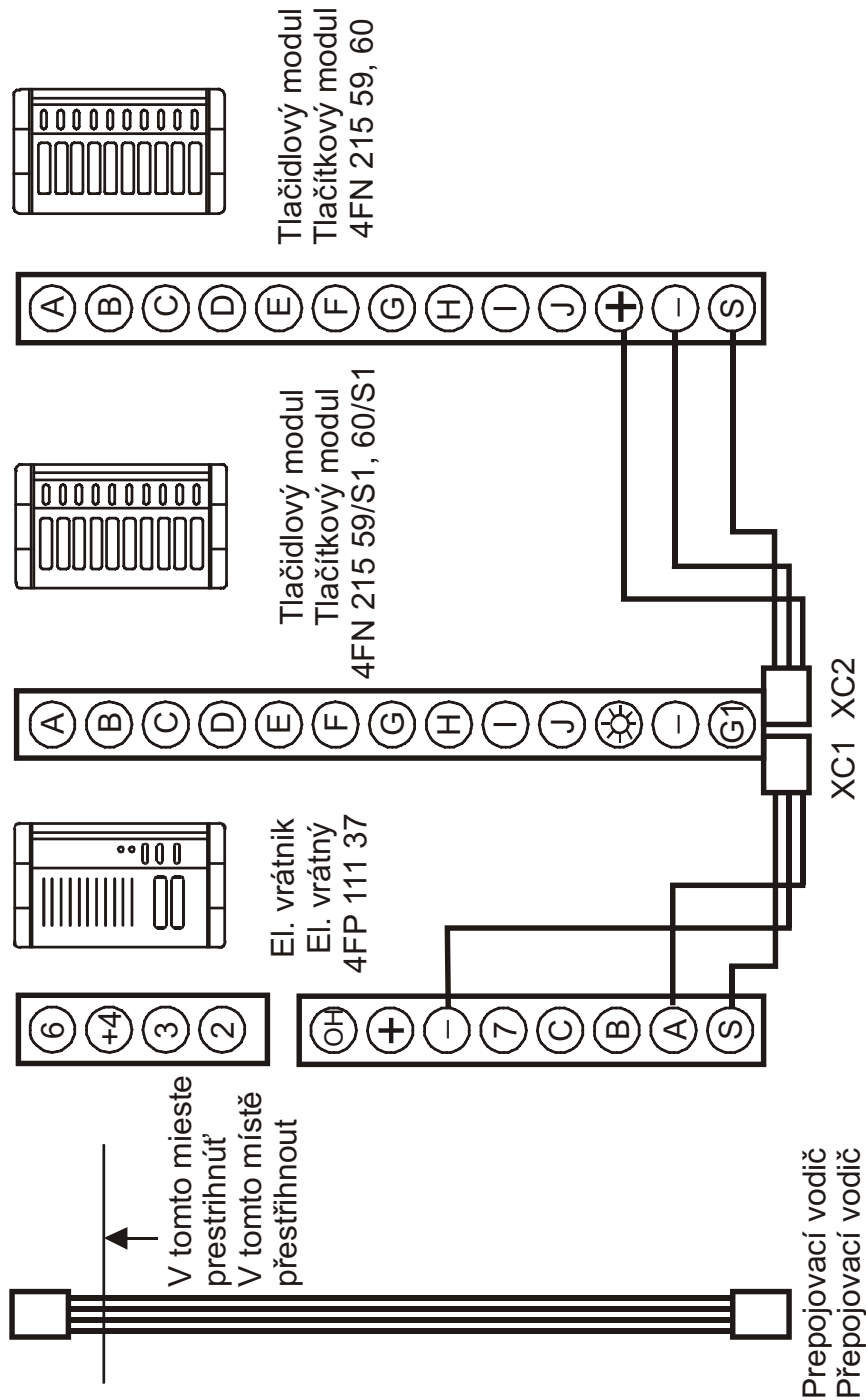 Prepojovací vodič
Přepojovací vodič
V tomto mieste
prestrihnúť
V tomto místě
přestřihnout
S A B C 7 − + OH
2 3 +4 6
El. vrátnik
El. vrátný
4FP 111 37
XC1 XC2
G1 − J I H G F E D C B A
Tlačidlový modul
Tlačítkový modul
4FN 215 59/S1, 60/S1
S − + J I H G F E D C B A
Tlačidlový modul
Tlačítkový modul
4FN 215 59, 60